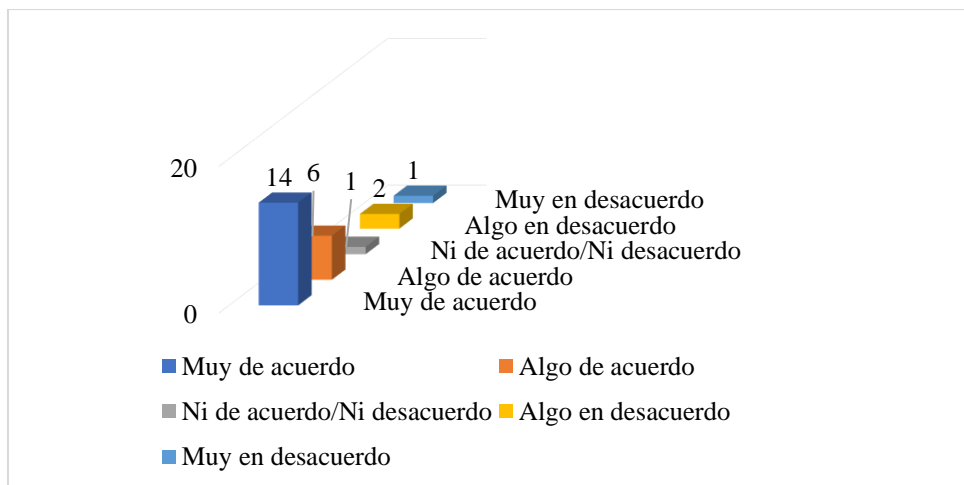 20
0
14
6
1
2
1
Muy en desacuerdo
Algo en desacuerdo
Ni de acuerdo/Ni desacuerdo
Algo de acuerdo
Muy de acuerdo
Muy de acuerdo
Algo de acuerdo
Ni de acuerdo/Ni desacuerdo
Algo en desacuerdo
Muy en desacuerdo